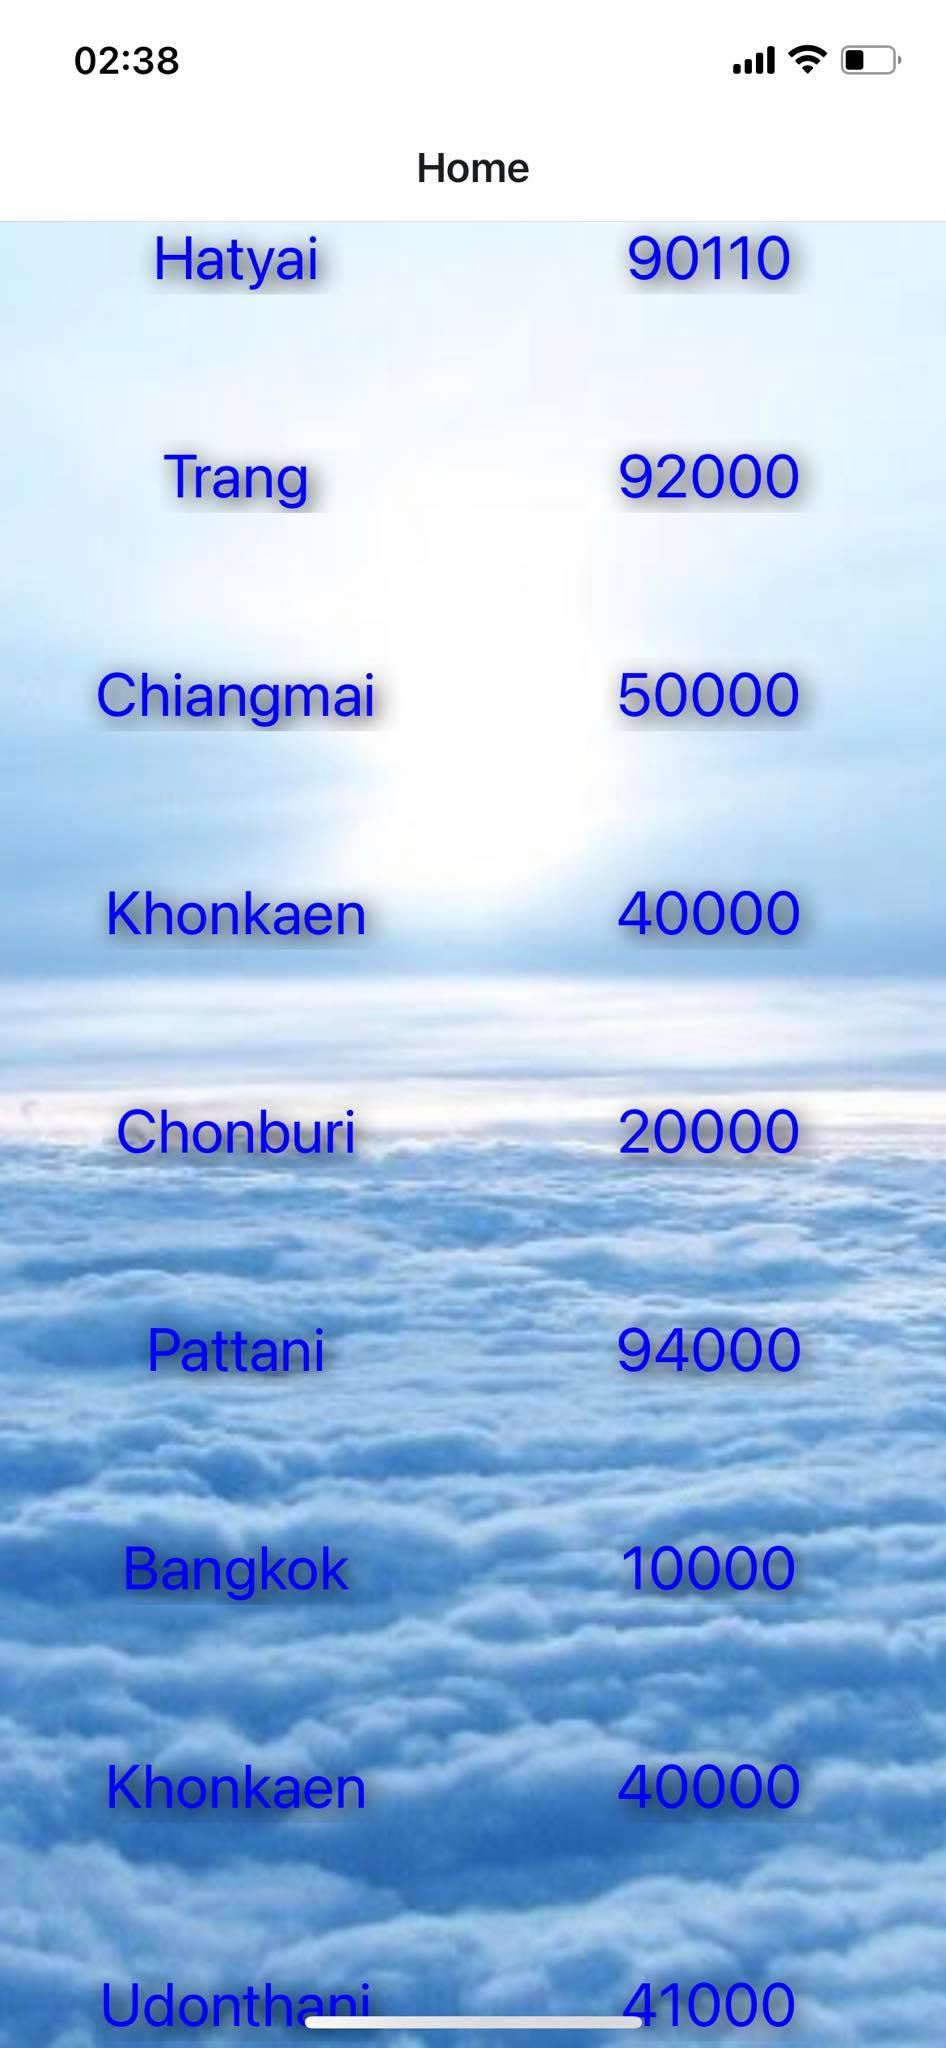 02:38
Home
Hatyai 90110
Trang 92000
Chiangmai 50000
Khonkaen 40000
Chonburi 20000
Pattani 94000
Bangkok 10000
Khonkaen 40000
Udonthani 41000